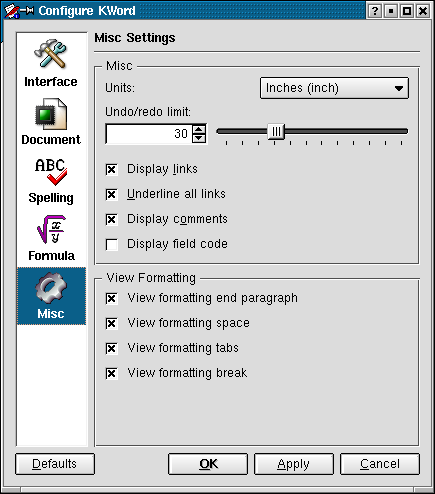 Configure KWord
Interface
Document
ABC
Spelling
x
y
Formula
Misc
Misc Settings
Misc
Units:
Inches (inch)
Undo/redo limit:
30
Display links
Underline all links
Display comments
Display field code
View Formatting
View formatting end paragraph
View formatting space
View formatting tabs
View formatting break
Defaults
OK
Apply
Cancel